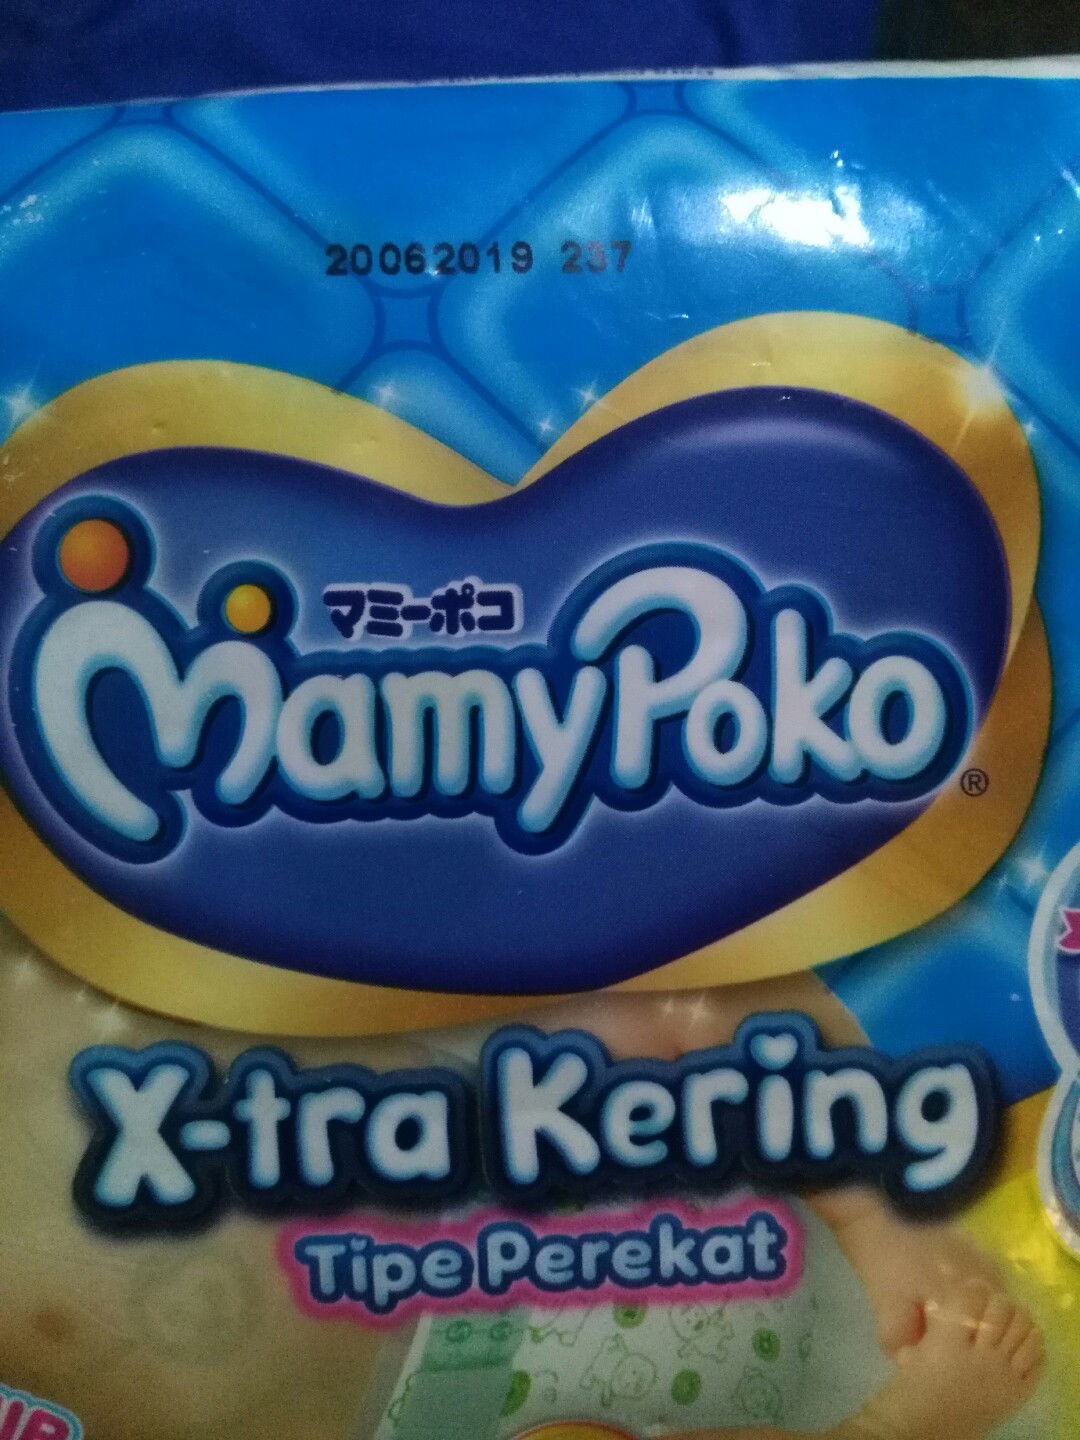 20062019 237
マミーポコ
MamyPoko
®
X-tra Kering
Tipe Perekat